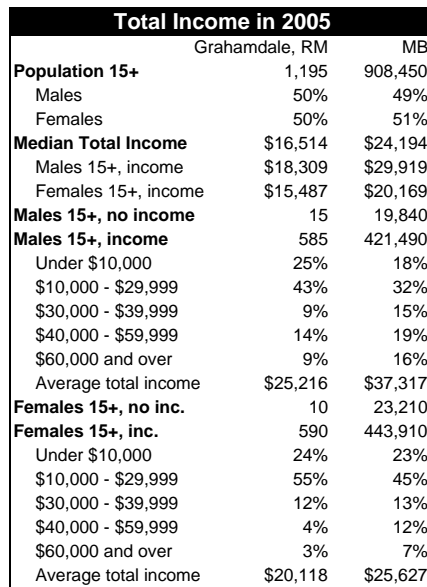 Total Income in 2005
Grahamdale, RM MB
Population 15+ 1,195 908,450
Males 50% 49%
Females 50% 51%
Median Total Income $16,514 $24,194
Males 15+, income $18,309 $29,919
Females 15+, income $15,487 $20,169
Males 15+, no income 15 19,840
Males 15+, income 585 421,490
Under $10,000 25% 18%
$10,000 - $29,999 43% 32%
$30,000 - $39,999 9% 15%
$40,000 - $59,999 14% 19%
$60,000 and over 9% 16%
Average total income $25,216 $37,317
Females 15+, no inc. 10 23,210
Females 15+, inc. 590 443,910
Under $10,000 24% 23%
$10,000 - $29,999 55% 45%
$30,000 - $39,999 12% 13%
$40,000 - $59,999 4% 12%
$60,000 and over 3% 7%
Average total income $20,118 $25,627